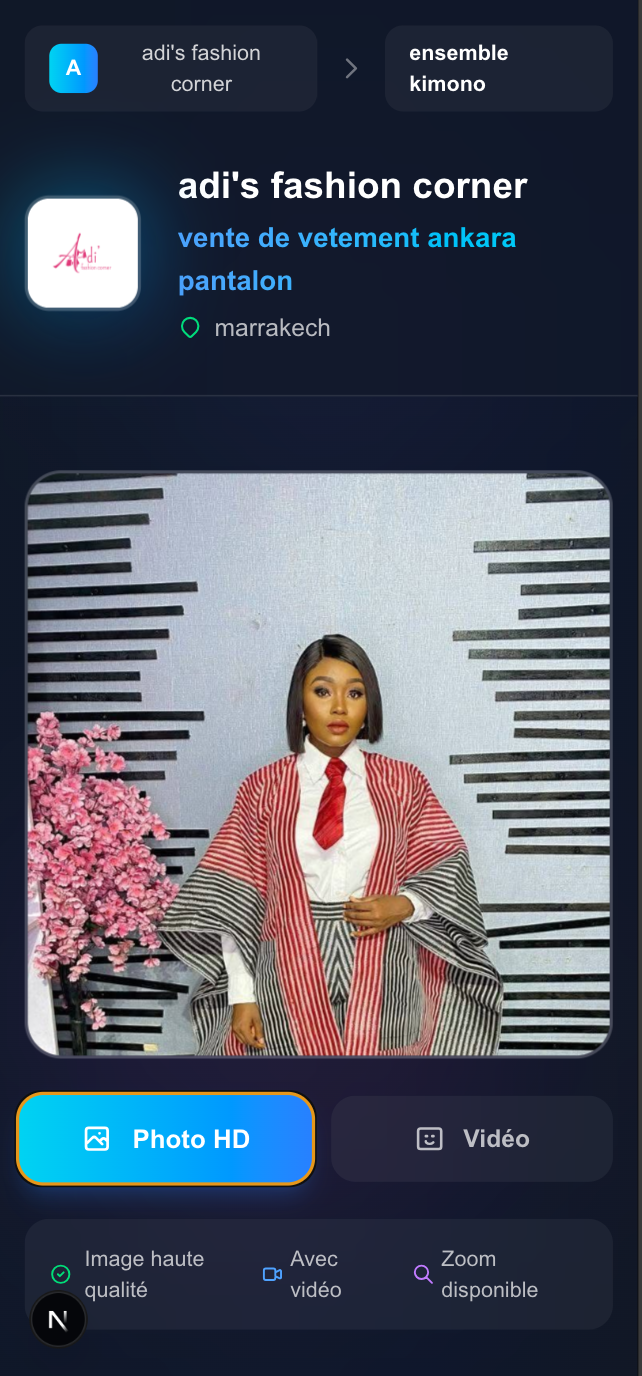 A
adi's fashion
corner
ensemble
kimono
Adi'
fashion corner
adi's fashion corner
vente de vetement ankara
pantalon
marrakech
Photo HD
Vidéo
Image haute
qualité
Avec
vidéo
Zoom
disponible
N